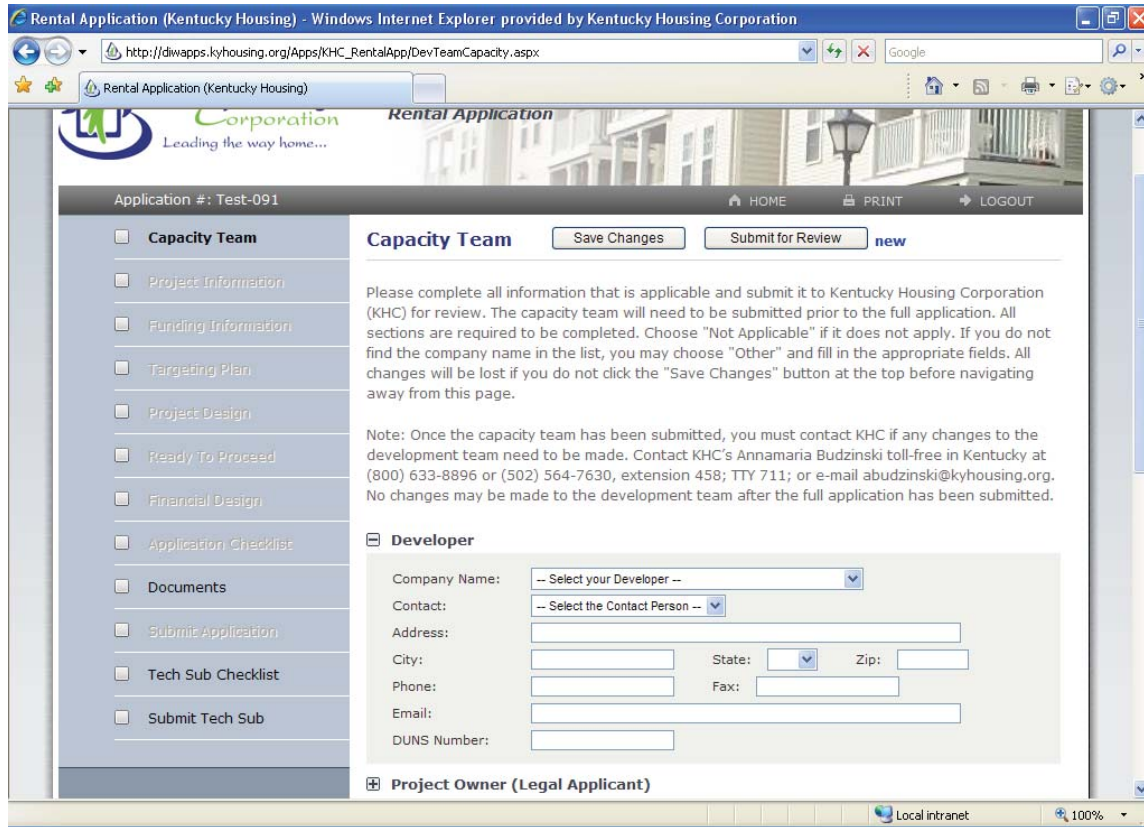 Rental Application (Kentucky Housing) - Windows Internet Explorer provided by Kentucky Housing Corporation
http://diwapps.kyhousing.org/Apps/KHC_RentalApp/DevTeamCapacity.aspx
Google
Rental Application (Kentucky Housing)
Corporation
Leading the way home...
Rental Application
Application #: Test-091
HOME
PRINT
LOGOUT
Capacity Team
Project Information
Funding Information
Targeting Plan
Project Design
Ready To Proceed
Financial Design
Application Checklist
Documents
Submit Application
Tech Sub Checklist
Submit Tech Sub
Capacity Team
Save Changes
Submit for Review
new
Please complete all information that is applicable and submit it to Kentucky Housing Corporation
(KHC) for review. The capacity team will need to be submitted prior to the full application. All
sections are required to be completed. Choose "Not Applicable" if it does not apply. If you do not
find the company name in the list, you may choose "Other" and fill in the appropriate fields. All
changes will be lost if you do not click the "Save Changes" button at the top before navigating
away from this page.
Note: Once the capacity team has been submitted, you must contact KHC if any changes to the
development team need to be made. Contact KHC's Annamaria Budzinski toll-free in Kentucky at
(800) 633-8896 or (502) 564-7630, extension 458; TTY 711; or e-mail abudzinski@kyhousing.org.
No changes may be made to the development team after the full application has been submitted.
Developer
Company Name: -- Select your Developer --
Contact: -- Select the Contact Person --
Address:
City: State: Zip:
Phone: Fax:
Email:
DUNS Number:
Project Owner (Legal Applicant)
Local intranet
100%